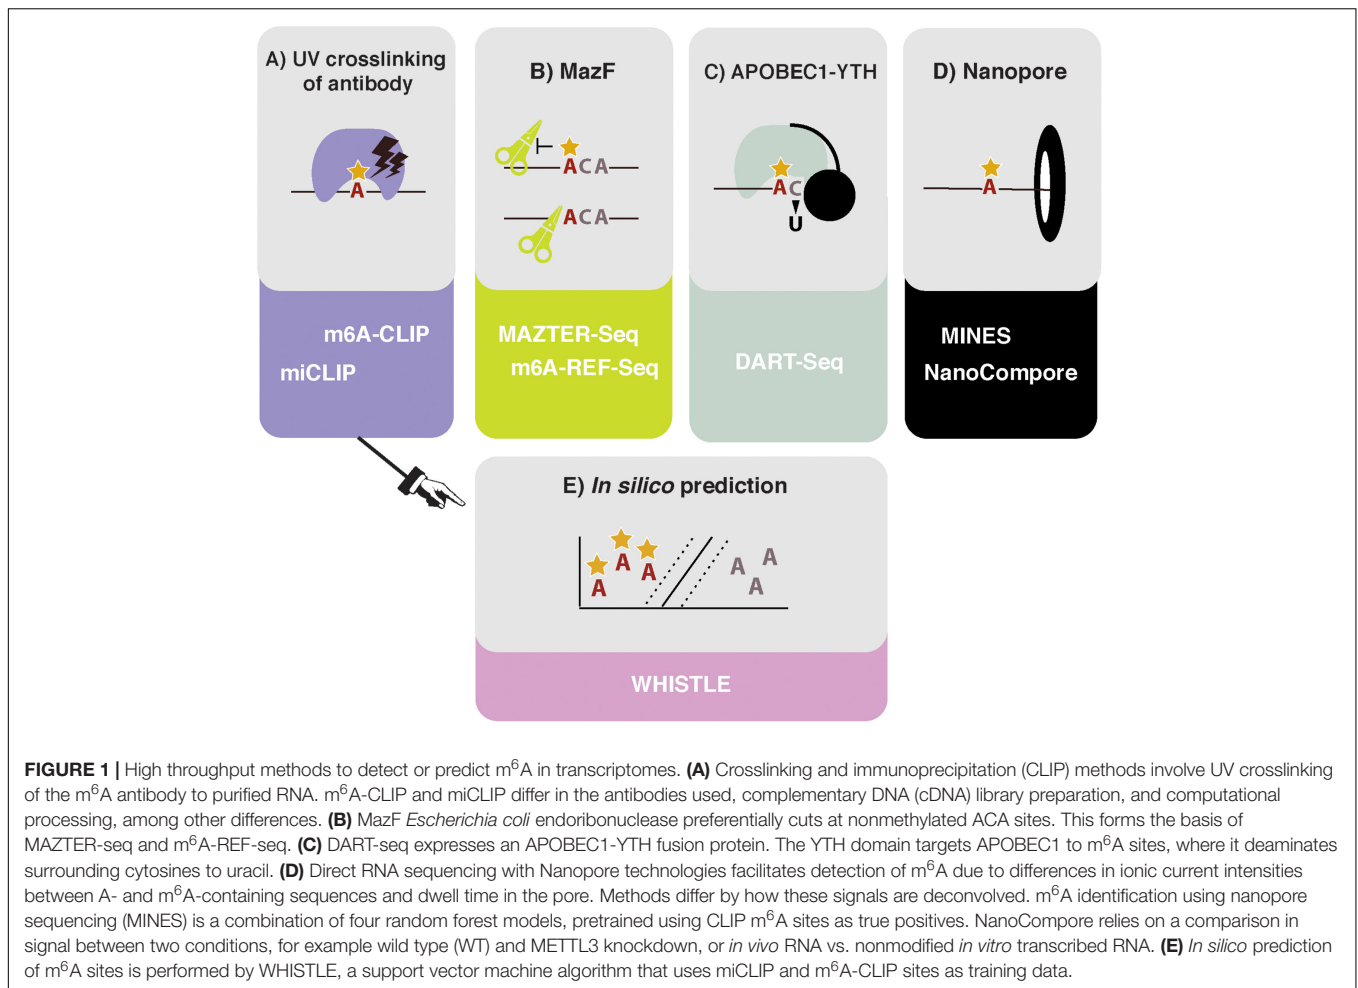 A) UV crosslinking
of antibody
A
m6A-CLIP
miCLIP
B) MazF
ACA
ACA
MAZTER-Seq
m6A-REF-Seq
C) APOBEC1-YTH
AC
U
DART-Seq
D) Nanopore
A
MINES
NanoCompore
E) In silico prediction
A A A A A A
WHISTLE
FIGURE 1 | High throughput methods to detect or predict m⁶A in transcriptomes. (A) Crosslinking and immunoprecipitation (CLIP) methods involve UV crosslinking
of the m⁶A antibody to purified RNA. m⁶A-CLIP and miCLIP differ in the antibodies used, complementary DNA (cDNA) library preparation, and computational
processing, among other differences. (B) MazF Escherichia coli endoribonuclease preferentially cuts at nonmethylated ACA sites. This forms the basis of
MAZTER-seq and m⁶A-REF-seq. (C) DART-seq expresses an APOBEC1-YTH fusion protein. The YTH domain targets APOBEC1 to m⁶A sites, where it deaminates
surrounding cytosines to uracil. (D) Direct RNA sequencing with Nanopore technologies facilitates detection of m⁶A due to differences in ionic current intensities
between A- and m⁶A-containing sequences and dwell time in the pore. Methods differ by how these signals are deconvolved. m⁶A identification using nanopore
sequencing (MINES) is a combination of four random forest models, pretrained using CLIP m⁶A sites as true positives. NanoCompore relies on a comparison in
signal between two conditions, for example wild type (WT) and METTL3 knockdown, or in vivo RNA vs. nonmodified in vitro transcribed RNA. (E) In silico prediction
of m⁶A sites is performed by WHISTLE, a support vector machine algorithm that uses miCLIP and m⁶A-CLIP sites as training data.